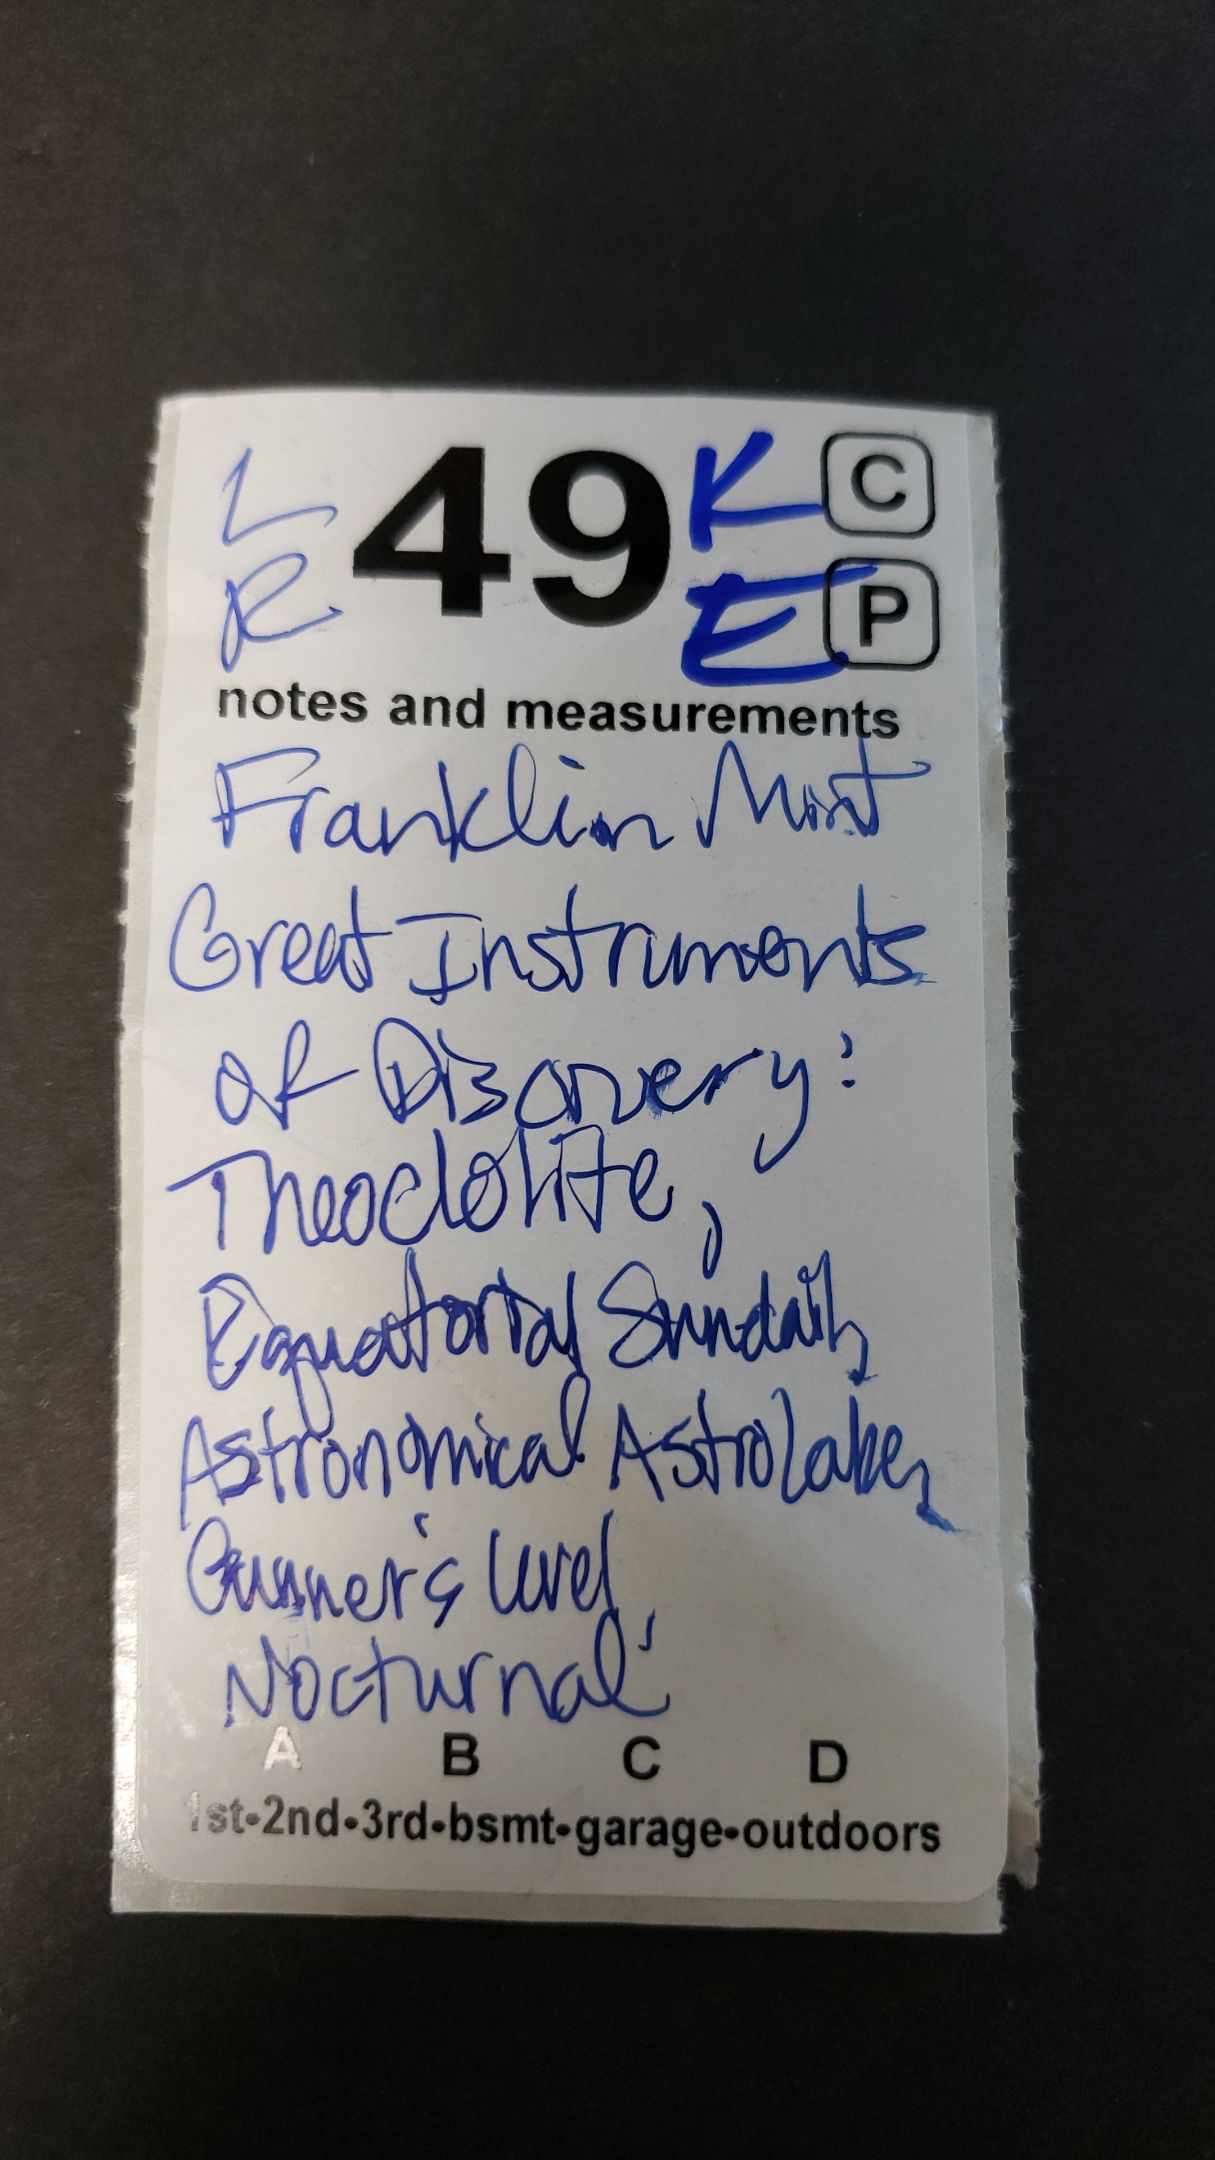 L 49 K C
R E P
notes and measurements
Franklin Mint
Great Instruments
of Discovery:
Theodolite,
Equatorial Sundail,
Astronomical Astrolabe,
Gunner's Level,
Nocturnal
A B C D
1st•2nd•3rd•bsmt•garage•outdoors